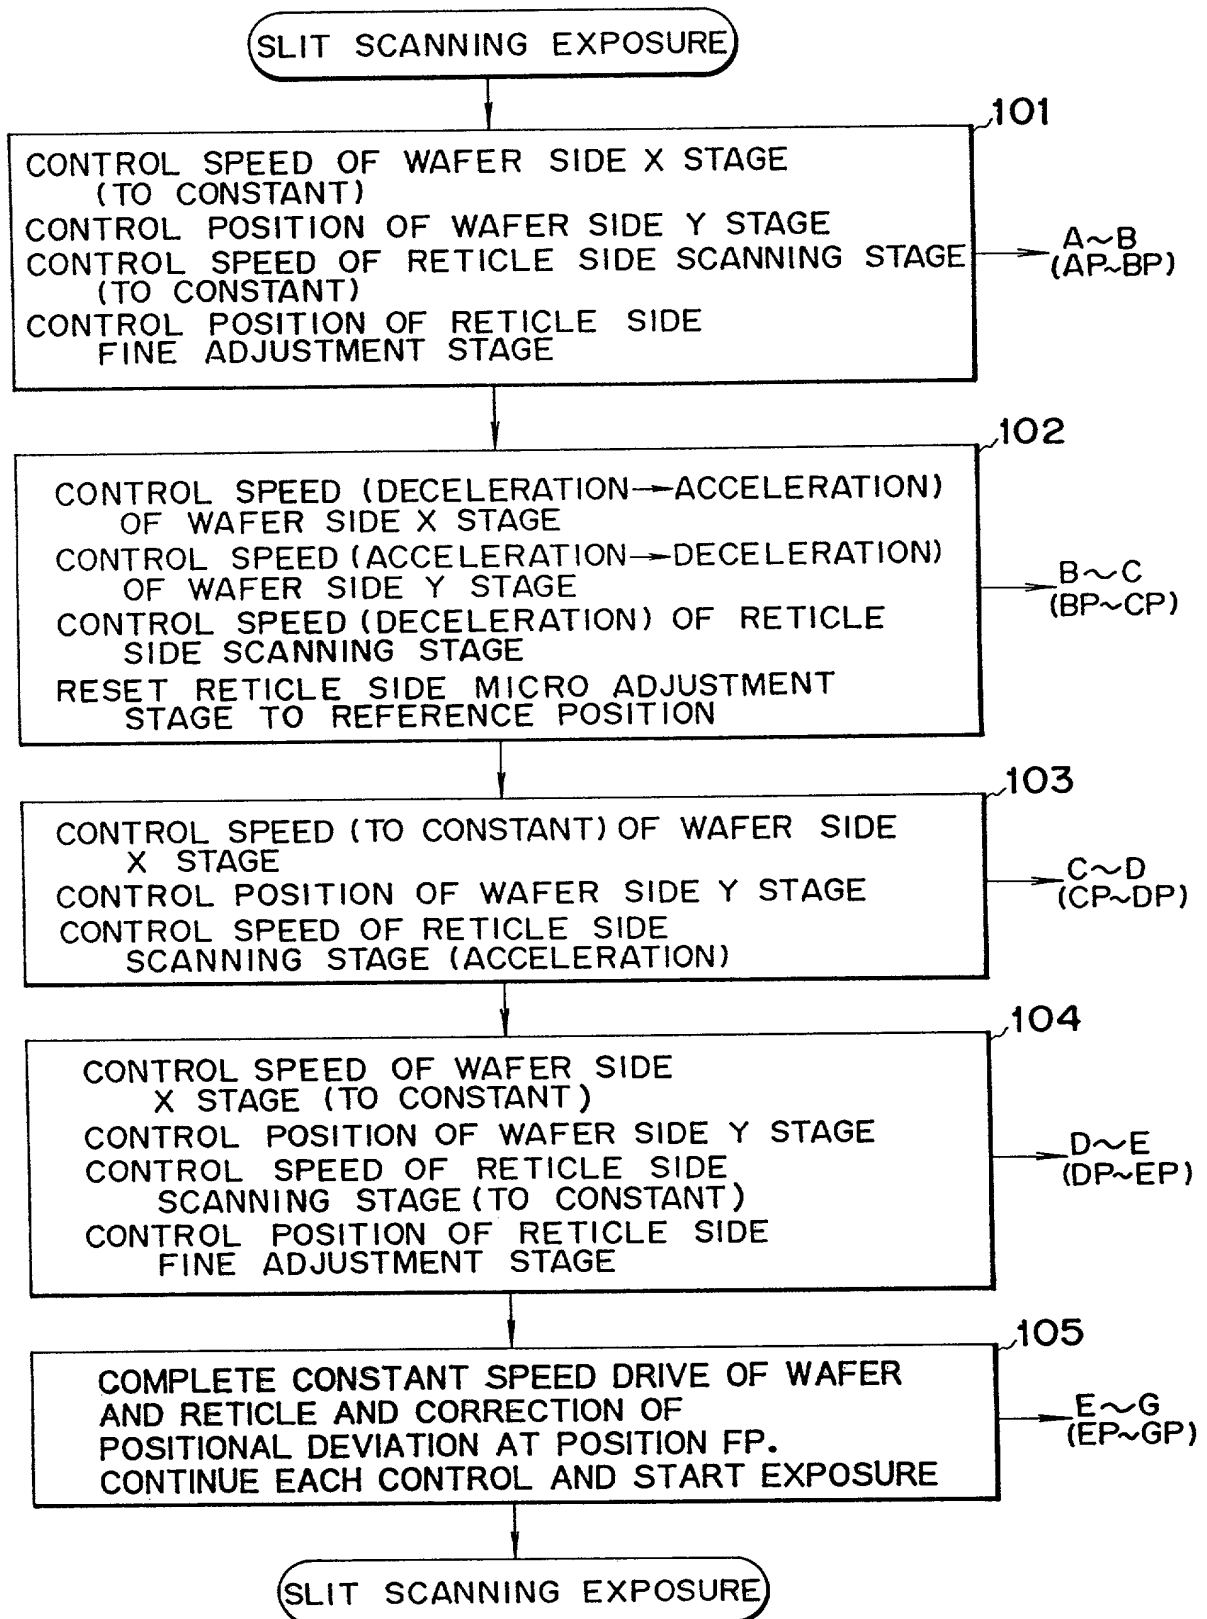 SLIT SCANNING EXPOSURE
101
CONTROL SPEED OF WAFER SIDE X STAGE
(TO CONSTANT)
CONTROL POSITION OF WAFER SIDE Y STAGE
CONTROL SPEED OF RETICLE SIDE SCANNING STAGE
(TO CONSTANT)
CONTROL POSITION OF RETICLE SIDE
FINE ADJUSTMENT STAGE
A~B
(AP~BP)
102
CONTROL SPEED (DECELERATION→ACCELERATION)
OF WAFER SIDE X STAGE
CONTROL SPEED (ACCELERATION→DECELERATION)
OF WAFER SIDE Y STAGE
CONTROL SPEED (DECELERATION) OF RETICLE
SIDE SCANNING STAGE
RESET RETICLE SIDE MICRO ADJUSTMENT
STAGE TO REFERENCE POSITION
B~C
(BP~CP)
103
CONTROL SPEED (TO CONSTANT) OF WAFER SIDE
X STAGE
CONTROL POSITION OF WAFER SIDE Y STAGE
CONTROL SPEED OF RETICLE SIDE
SCANNING STAGE (ACCELERATION)
C~D
(CP~DP)
104
CONTROL SPEED OF WAFER SIDE
X STAGE (TO CONSTANT)
CONTROL POSITION OF WAFER SIDE Y STAGE
CONTROL SPEED OF RETICLE SIDE
SCANNING STAGE (TO CONSTANT)
CONTROL POSITION OF RETICLE SIDE
FINE ADJUSTMENT STAGE
D~E
(DP~EP)
105
COMPLETE CONSTANT SPEED DRIVE OF WAFER
AND RETICLE AND CORRECTION OF
POSITIONAL DEVIATION AT POSITION FP.
CONTINUE EACH CONTROL AND START EXPOSURE
E~G
(EP~GP)
SLIT SCANNING EXPOSURE